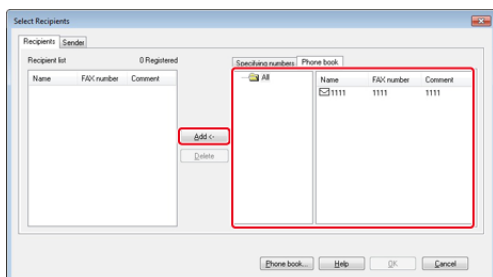 Select Recipients
Recipients Sender
Recipient list 0 Registered
Name FAX number Comment
Add <-
Delete
Specifying numbers Phone book
All
Name FAX number Comment
1111 1111 1111
Phone book... Help OK Cancel